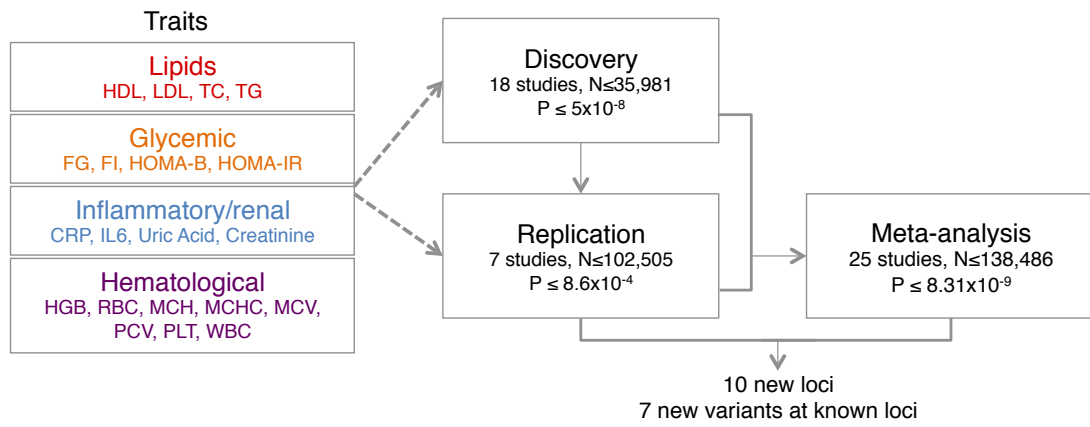 Traits
Lipids
HDL, LDL, TC, TG
Glycemic
FG, FI, HOMA-B, HOMA-IR
Inflammatory/renal
CRP, IL6, Uric Acid, Creatinine
Hematological
HGB, RBC, MCH, MCHC, MCV,
PCV, PLT, WBC
Discovery
18 studies, N≤35,981
P ≤ 5x10⁻⁸
Replication
7 studies, N≤102,505
P ≤ 8.6x10⁻⁴
Meta-analysis
25 studies, N≤138,486
P ≤ 8.31x10⁻⁹
10 new loci
7 new variants at known loci